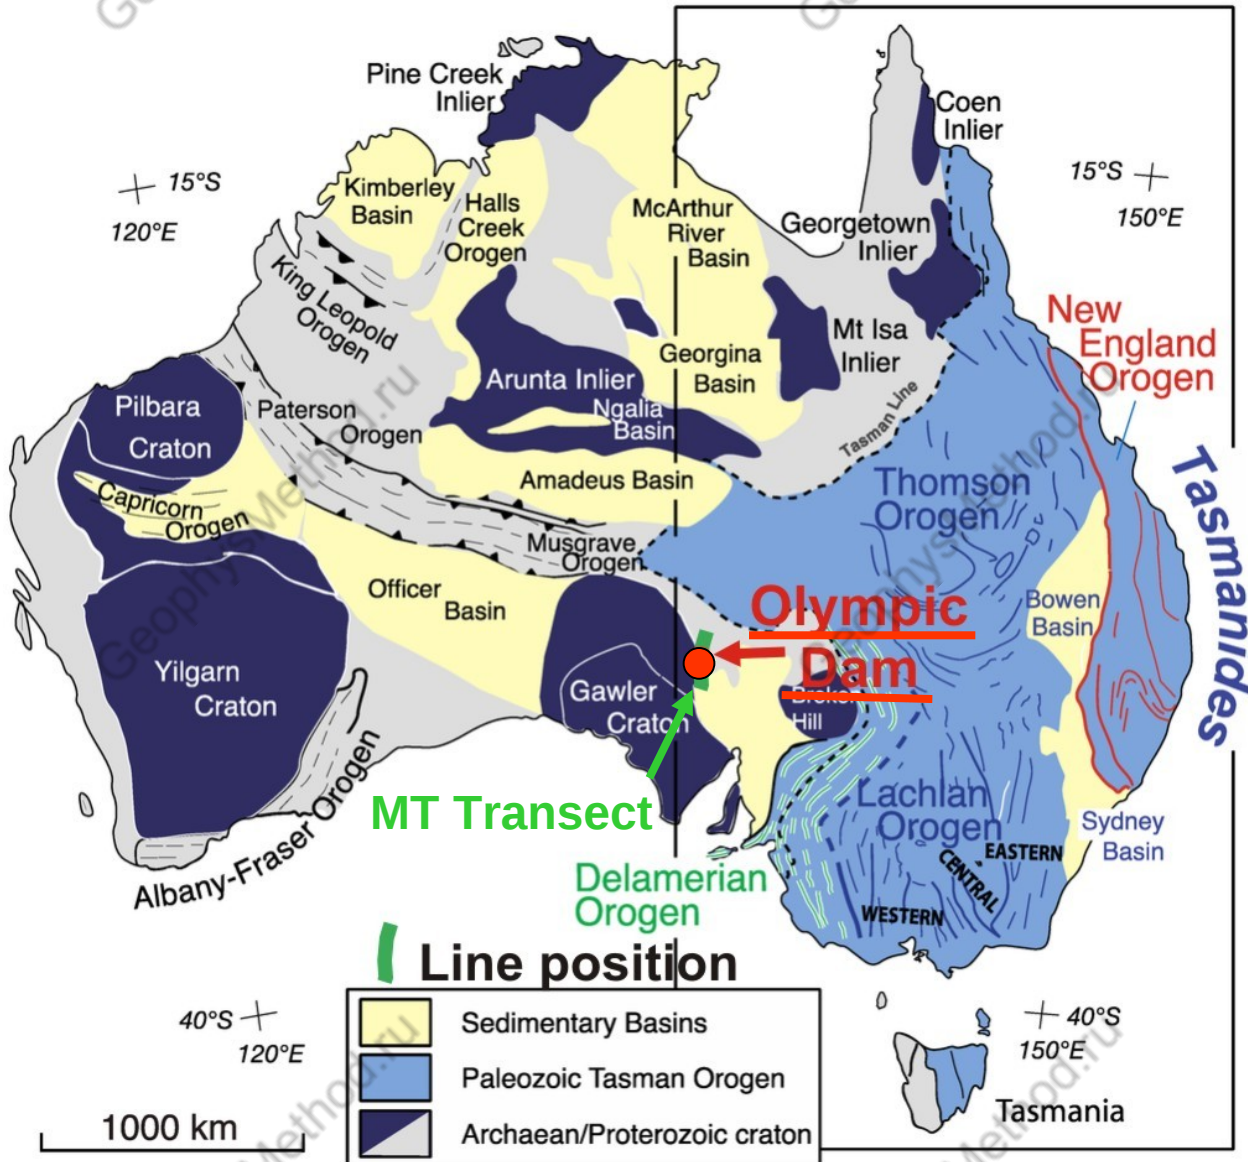 GeophysMethod.ru
Pine Creek
Inlier
Coen
Inlier
15°S
120°E
15°S
150°E
Kimberley
Basin
Halls
Creek
Orogen
McArthur
River
Basin
Georgetown
Inlier
King Leopold
Orogen
New
England
Orogen
Mt Isa
Inlier
Georgina
Basin
Arunta Inlier
Ngalia
Basin
Pilbara
Craton
Paterson
Orogen
Tasman Line
Amadeus Basin
Thomson
Orogen
Tasmanides
Capricorn
Orogen
Musgrave
Orogen
Officer
Basin
Olympic
Dam
Bowen
Basin
Yilgarn
Craton
Gawler
Craton
Broken
Hill
MT Transect
Lachlan
Orogen
EASTERN
CENTRAL
WESTERN
Sydney
Basin
Albany-Fraser Orogen
Delamerian
Orogen
Line position
40°S
120°E
40°S
150°E
Sedimentary Basins
Paleozoic Tasman Orogen
Archaean/Proterozoic craton
1000 km
Tasmania